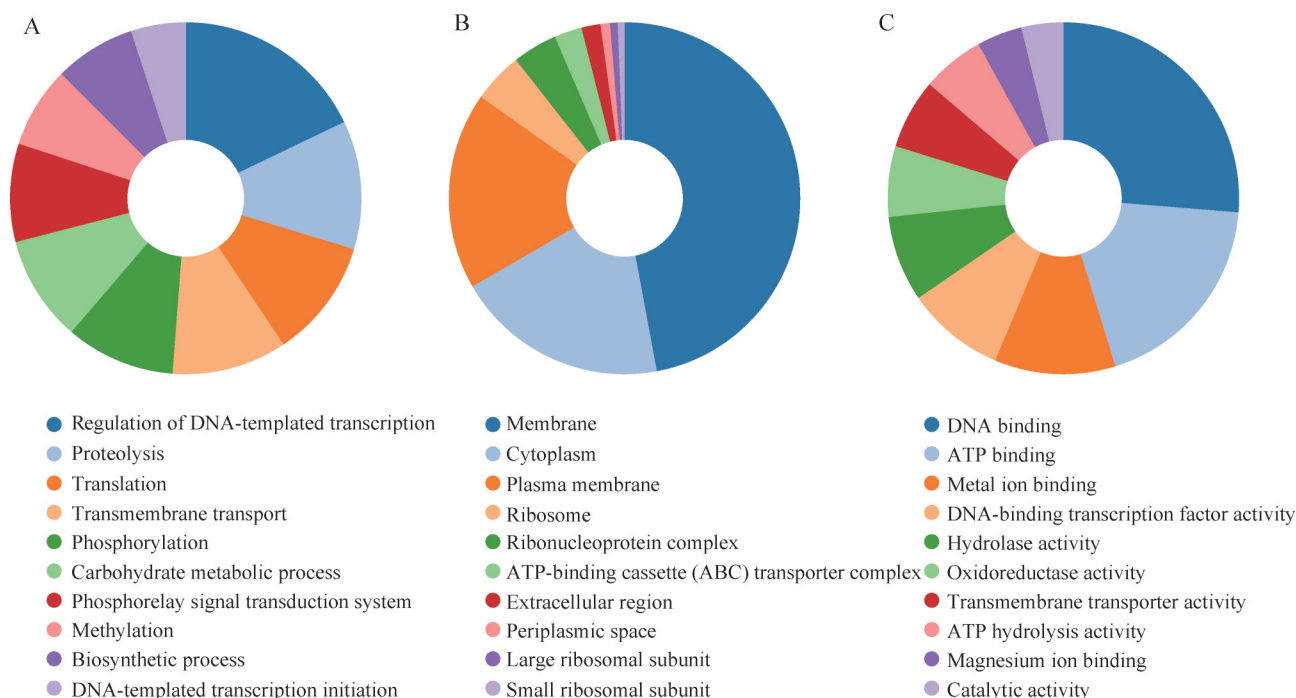 A
B
C
Regulation of DNA-templated transcription
Proteolysis
Translation
Transmembrane transport
Phosphorylation
Carbohydrate metabolic process
Phosphorelay signal transduction system
Methylation
Biosynthetic process
DNA-templated transcription initiation
Membrane
Cytoplasm
Plasma membrane
Ribosome
Ribonucleoprotein complex
ATP-binding cassette (ABC) transporter complex
Extracellular region
Periplasmic space
Large ribosomal subunit
Small ribosomal subunit
DNA binding
ATP binding
Metal ion binding
DNA-binding transcription factor activity
Hydrolase activity
Oxidoreductase activity
Transmembrane transporter activity
ATP hydrolysis activity
Magnesium ion binding
Catalytic activity